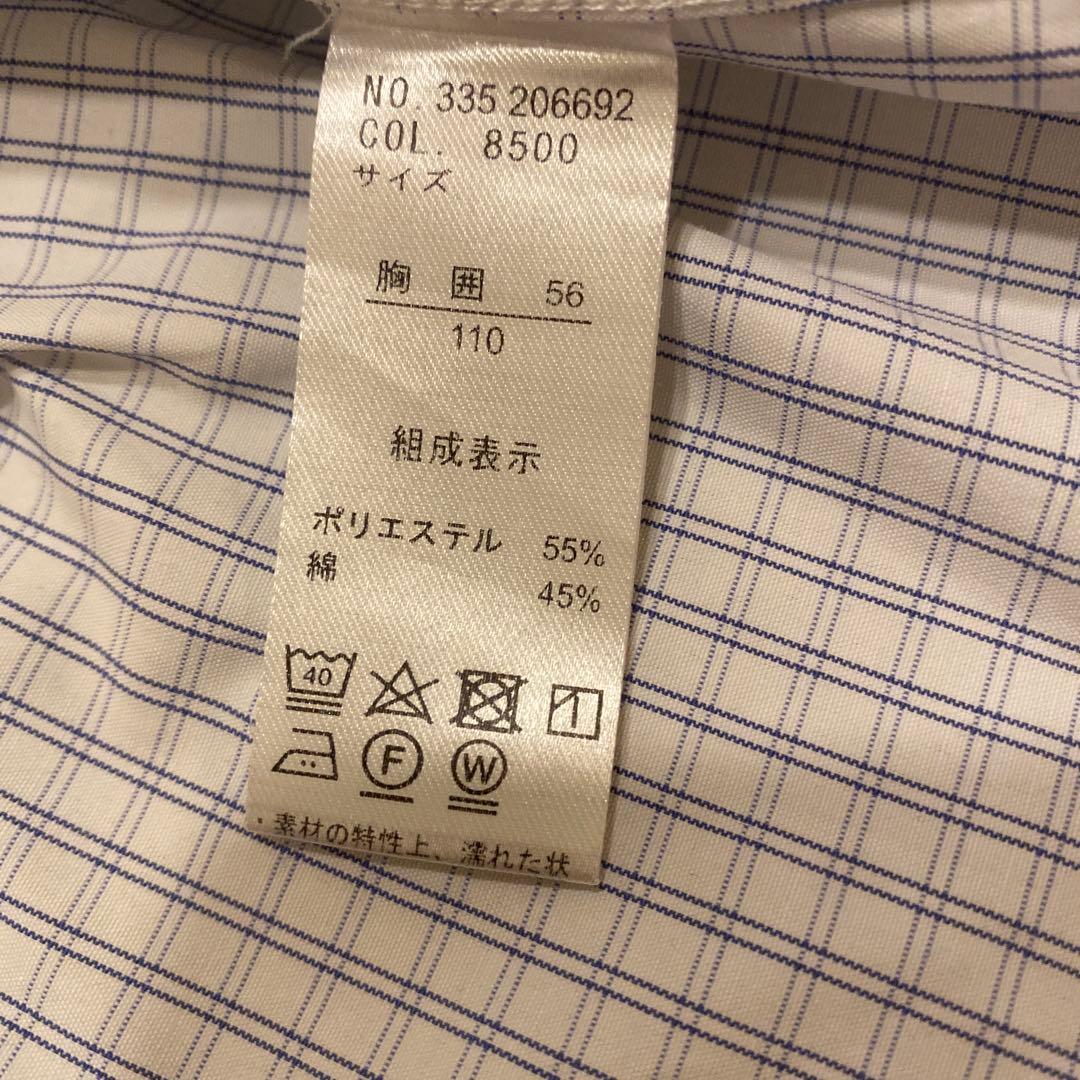 NO. 335 206692
COL. 8500
サイズ
胸 囲 56
110
組成表示
ポリエステル 55%
綿 45%
40
F W
・素材の特性上、濡れた状